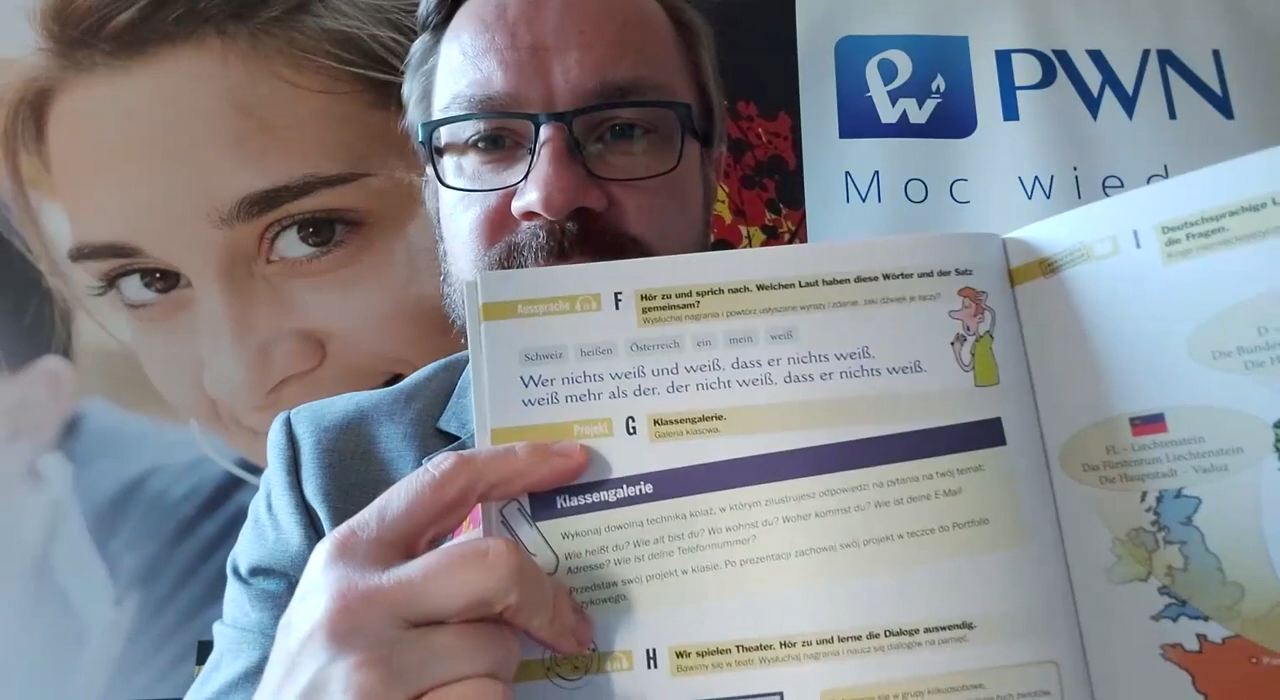 PWN
Moc wied
Aussprache
F
Hör zu und sprich nach. Welchen Laut haben diese Wörter und der Satz
gemeinsam?
Wysłuchaj nagrania i powtórz usłyszane wyrazy i zdanie. Jaki dźwięk je łączy?
Schweiz heißen Österreich ein mein weiß
Wer nichts weiß und weiß, dass er nichts weiß,
weiß mehr als der, der nicht weiß, dass er nichts weiß.
Projekt
G
Klassengalerie.
Galeria klasowa.
Klassengalerie
Wykonaj dowolną techniką kolaż, w którym zilustrujesz odpowiedzi na pytania na twój temat:
Wie heißt du? Wie alt bist du? Wo wohnst du? Woher kommst du? Wie ist deine E-Mail
Adresse? Wie ist deine Telefonnummer?
Przedstaw swój projekt w klasie. Po prezentacji zachowaj swój projekt w teczce do Portfolio
zykowego.
H
Wir spielen Theater. Hör zu und lerne die Dialoge auswendig.
Bawimy się w teatr. Wysłuchaj nagrania i naucz się dialogów na pamięć.
się w grupy kilkuosobowe.
I
Deutschsprachige L
die Fragen.
D –
Die Bunde
Die H
FL – Liechtenstein
Das Fürstentum Liechtenstein
Die Hauptstadt – Vaduz